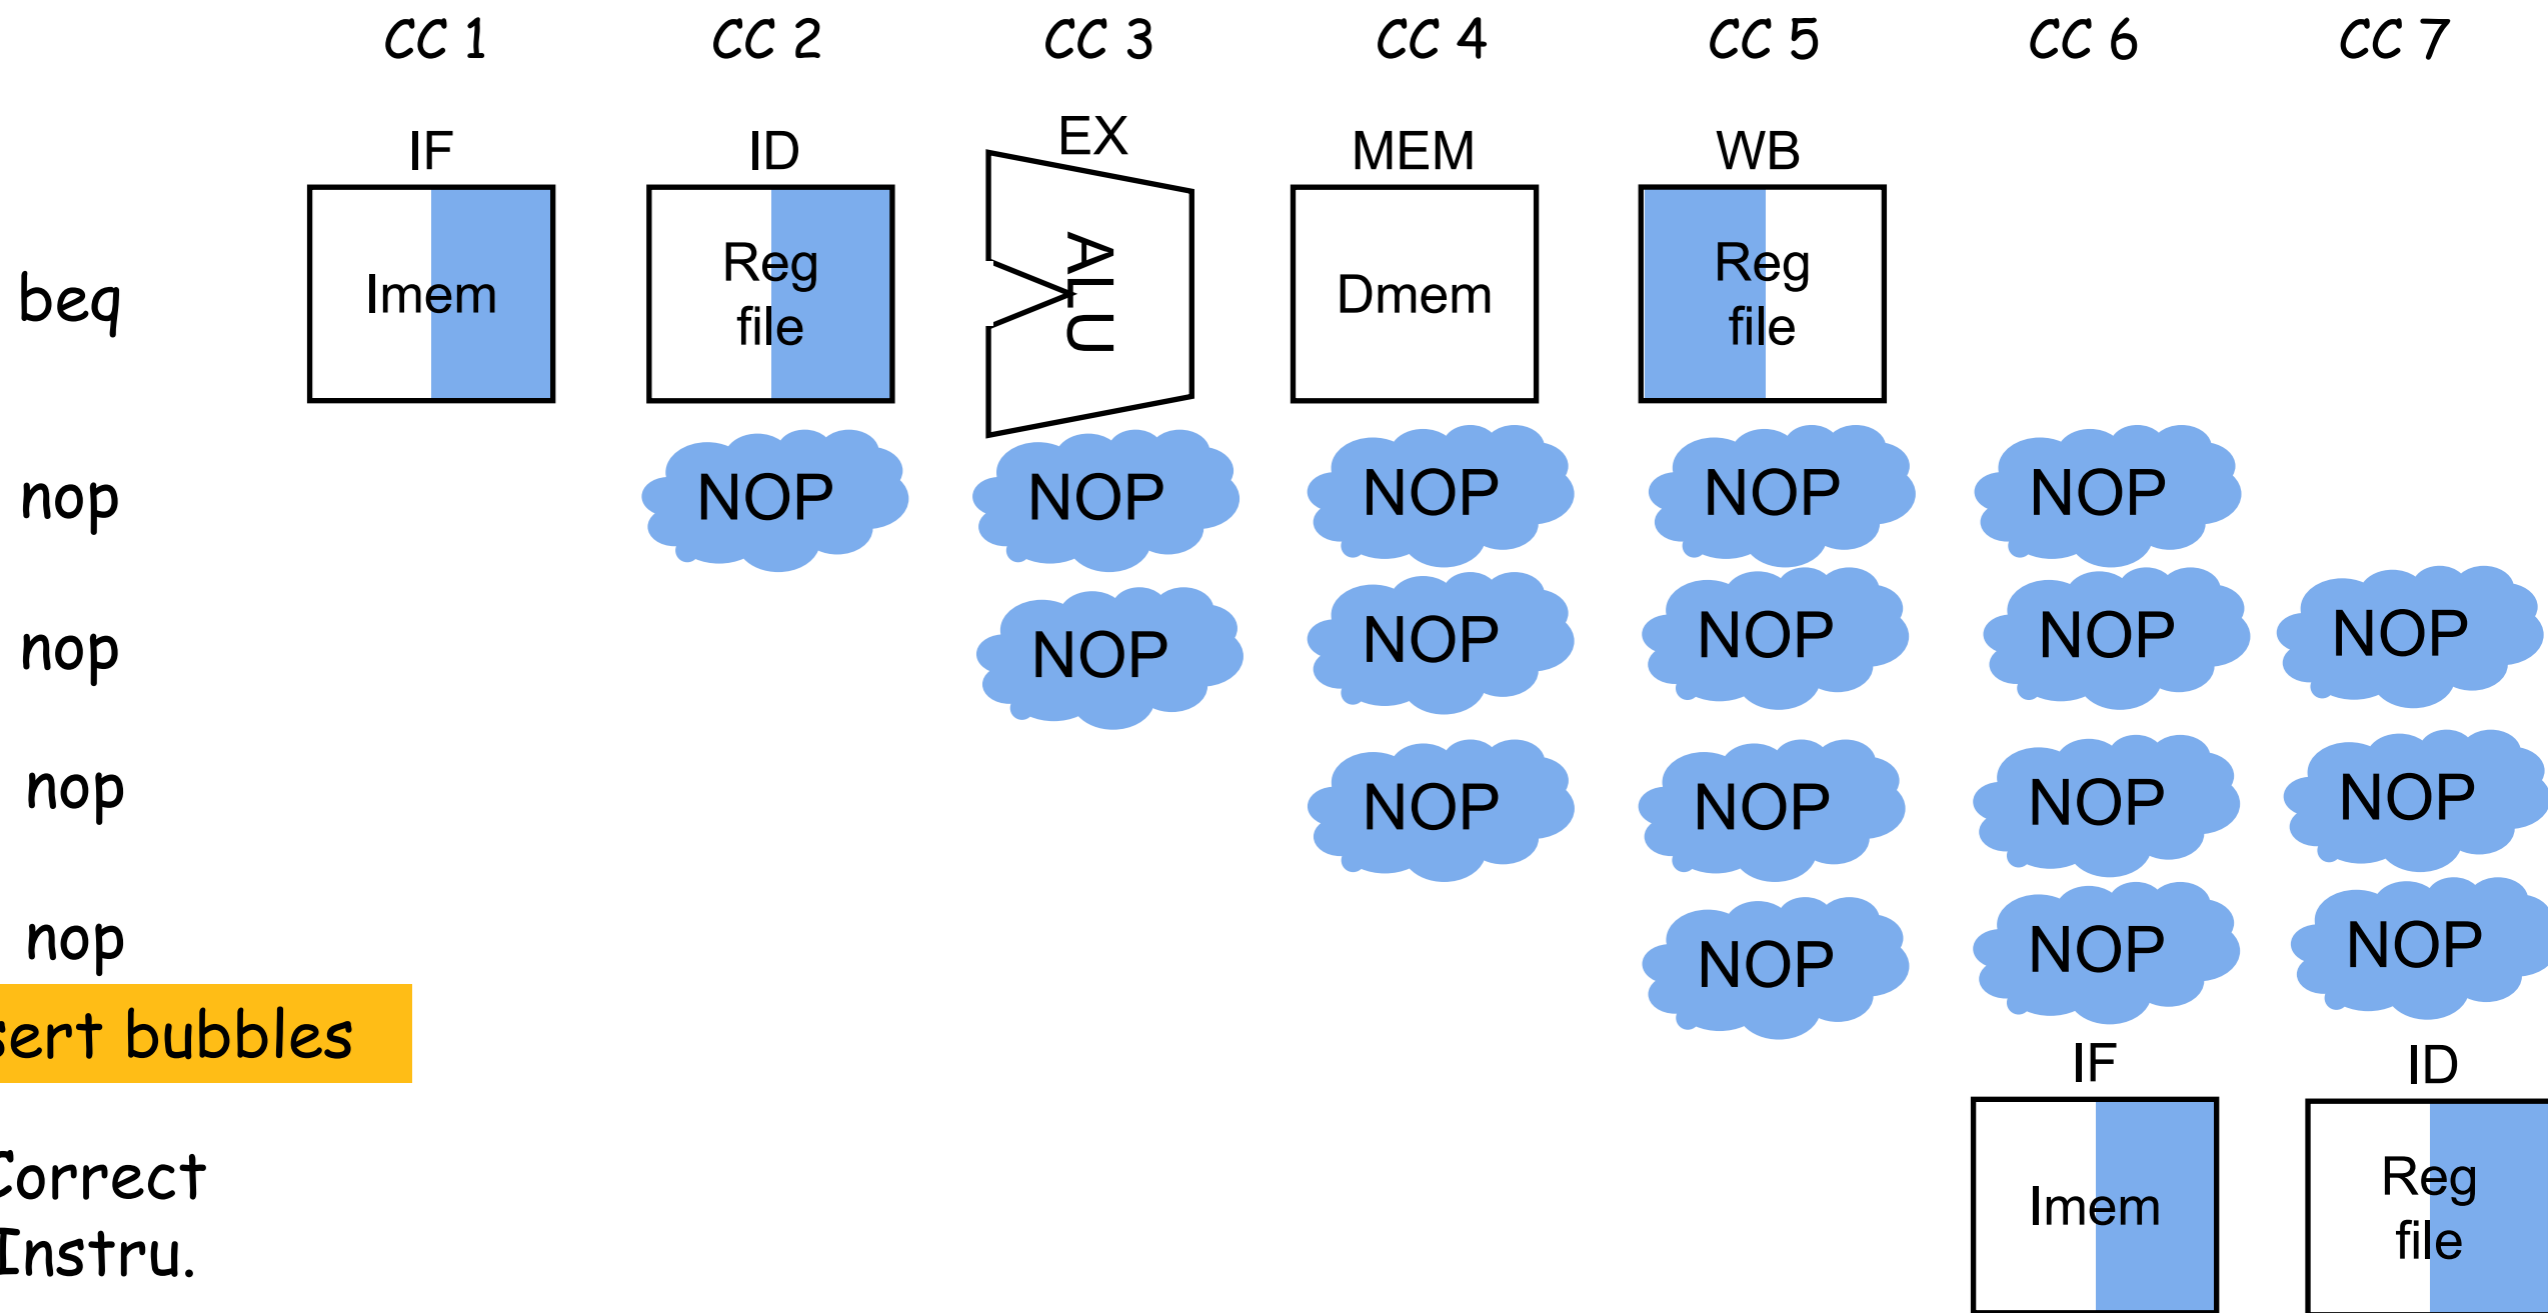 CC 1 CC 2 CC 3 CC 4 CC 5 CC 6 CC 7
IF ID EX MEM WB
beq Imem Reg file ALU Dmem Reg file
nop NOP NOP NOP NOP NOP
nop NOP NOP NOP NOP NOP
nop NOP NOP NOP NOP
nop NOP NOP NOP
sert bubbles
IF ID
Correct
Instru.
Imem Reg file